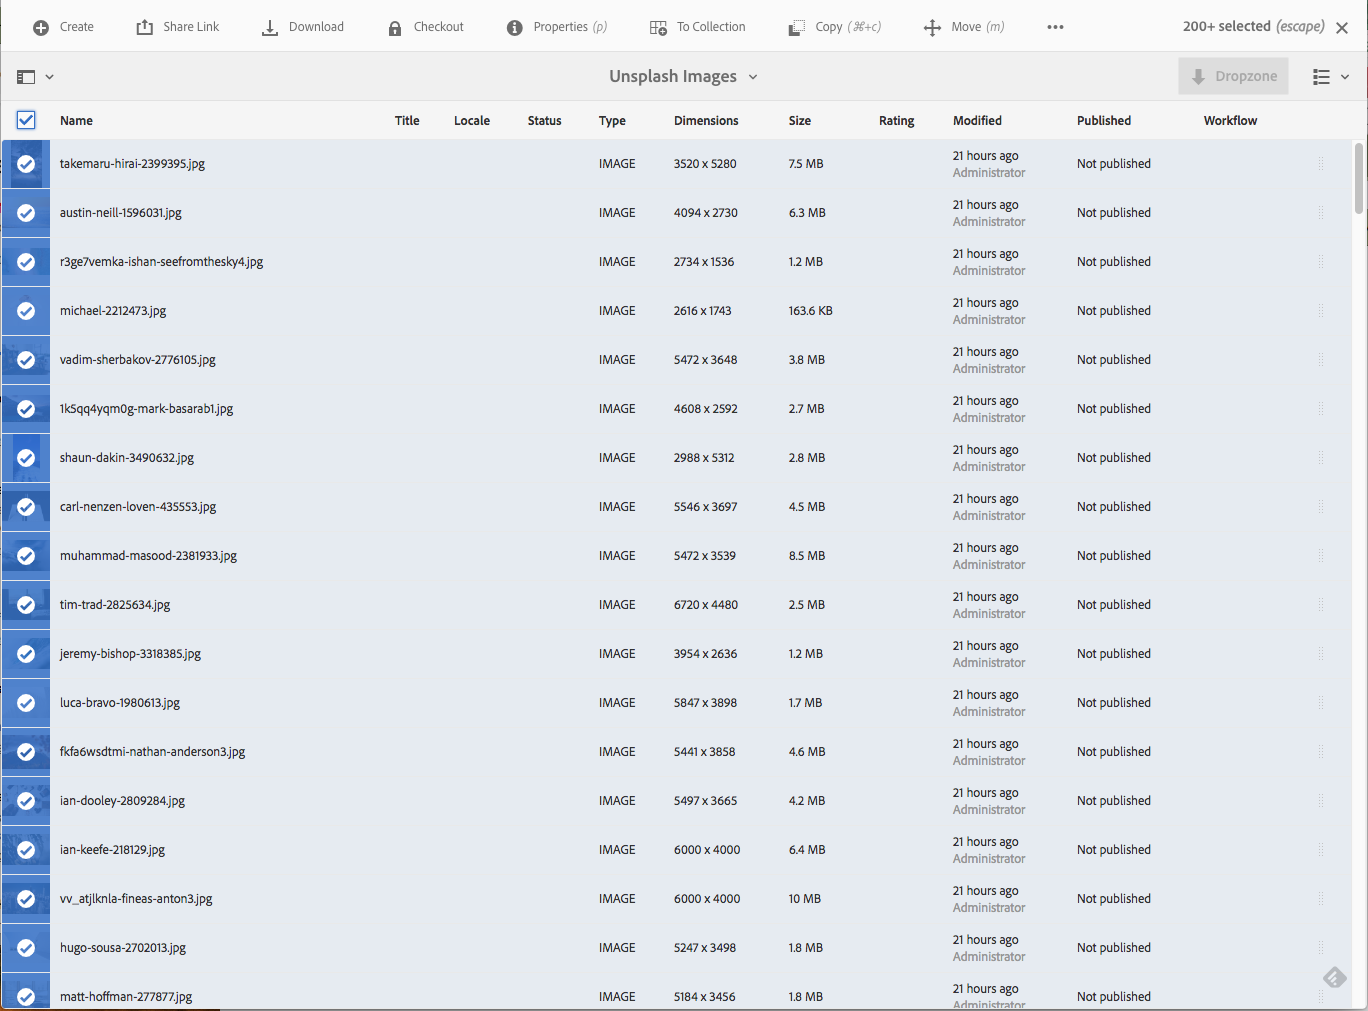 Create Share Link Download Checkout Properties (p) To Collection Copy (⌘+c) Move (m) ••• 200+ selected (escape)
Unsplash Images Dropzone
Name Title Locale Status Type Dimensions Size Rating Modified Published Workflow
takemaru-hirai-2399395.jpg IMAGE 3520 x 5280 7.5 MB 21 hours ago Not published
Administrator
austin-neill-1596031.jpg IMAGE 4094 x 2730 6.3 MB 21 hours ago Not published
Administrator
r3ge7vemka-ishan-seefromthesky4.jpg IMAGE 2734 x 1536 1.2 MB 21 hours ago Not published
Administrator
michael-2212473.jpg IMAGE 2616 x 1743 163.6 KB 21 hours ago Not published
Administrator
vadim-sherbakov-2776105.jpg IMAGE 5472 x 3648 3.8 MB 21 hours ago Not published
Administrator
1k5qq4yqm0g-mark-basarab1.jpg IMAGE 4608 x 2592 2.7 MB 21 hours ago Not published
Administrator
shaun-dakin-3490632.jpg IMAGE 2988 x 5312 2.8 MB 21 hours ago Not published
Administrator
carl-nenzen-loven-435553.jpg IMAGE 5546 x 3697 4.5 MB 21 hours ago Not published
Administrator
muhammad-masood-2381933.jpg IMAGE 5472 x 3539 8.5 MB 21 hours ago Not published
Administrator
tim-trad-2825634.jpg IMAGE 6720 x 4480 2.5 MB 21 hours ago Not published
Administrator
jeremy-bishop-3318385.jpg IMAGE 3954 x 2636 1.2 MB 21 hours ago Not published
Administrator
luca-bravo-1980613.jpg IMAGE 5847 x 3898 1.7 MB 21 hours ago Not published
Administrator
fkfa6wsdtmi-nathan-anderson3.jpg IMAGE 5441 x 3858 4.6 MB 21 hours ago Not published
Administrator
ian-dooley-2809284.jpg IMAGE 5497 x 3665 4.2 MB 21 hours ago Not published
Administrator
ian-keefe-218129.jpg IMAGE 6000 x 4000 6.4 MB 21 hours ago Not published
Administrator
vv_atjlknla-fineas-anton3.jpg IMAGE 6000 x 4000 10 MB 21 hours ago Not published
Administrator
hugo-sousa-2702013.jpg IMAGE 5247 x 3498 1.8 MB 21 hours ago Not published
Administrator
matt-hoffman-277877.jpg IMAGE 5184 x 3456 1.8 MB 21 hours ago Not published
Administrator